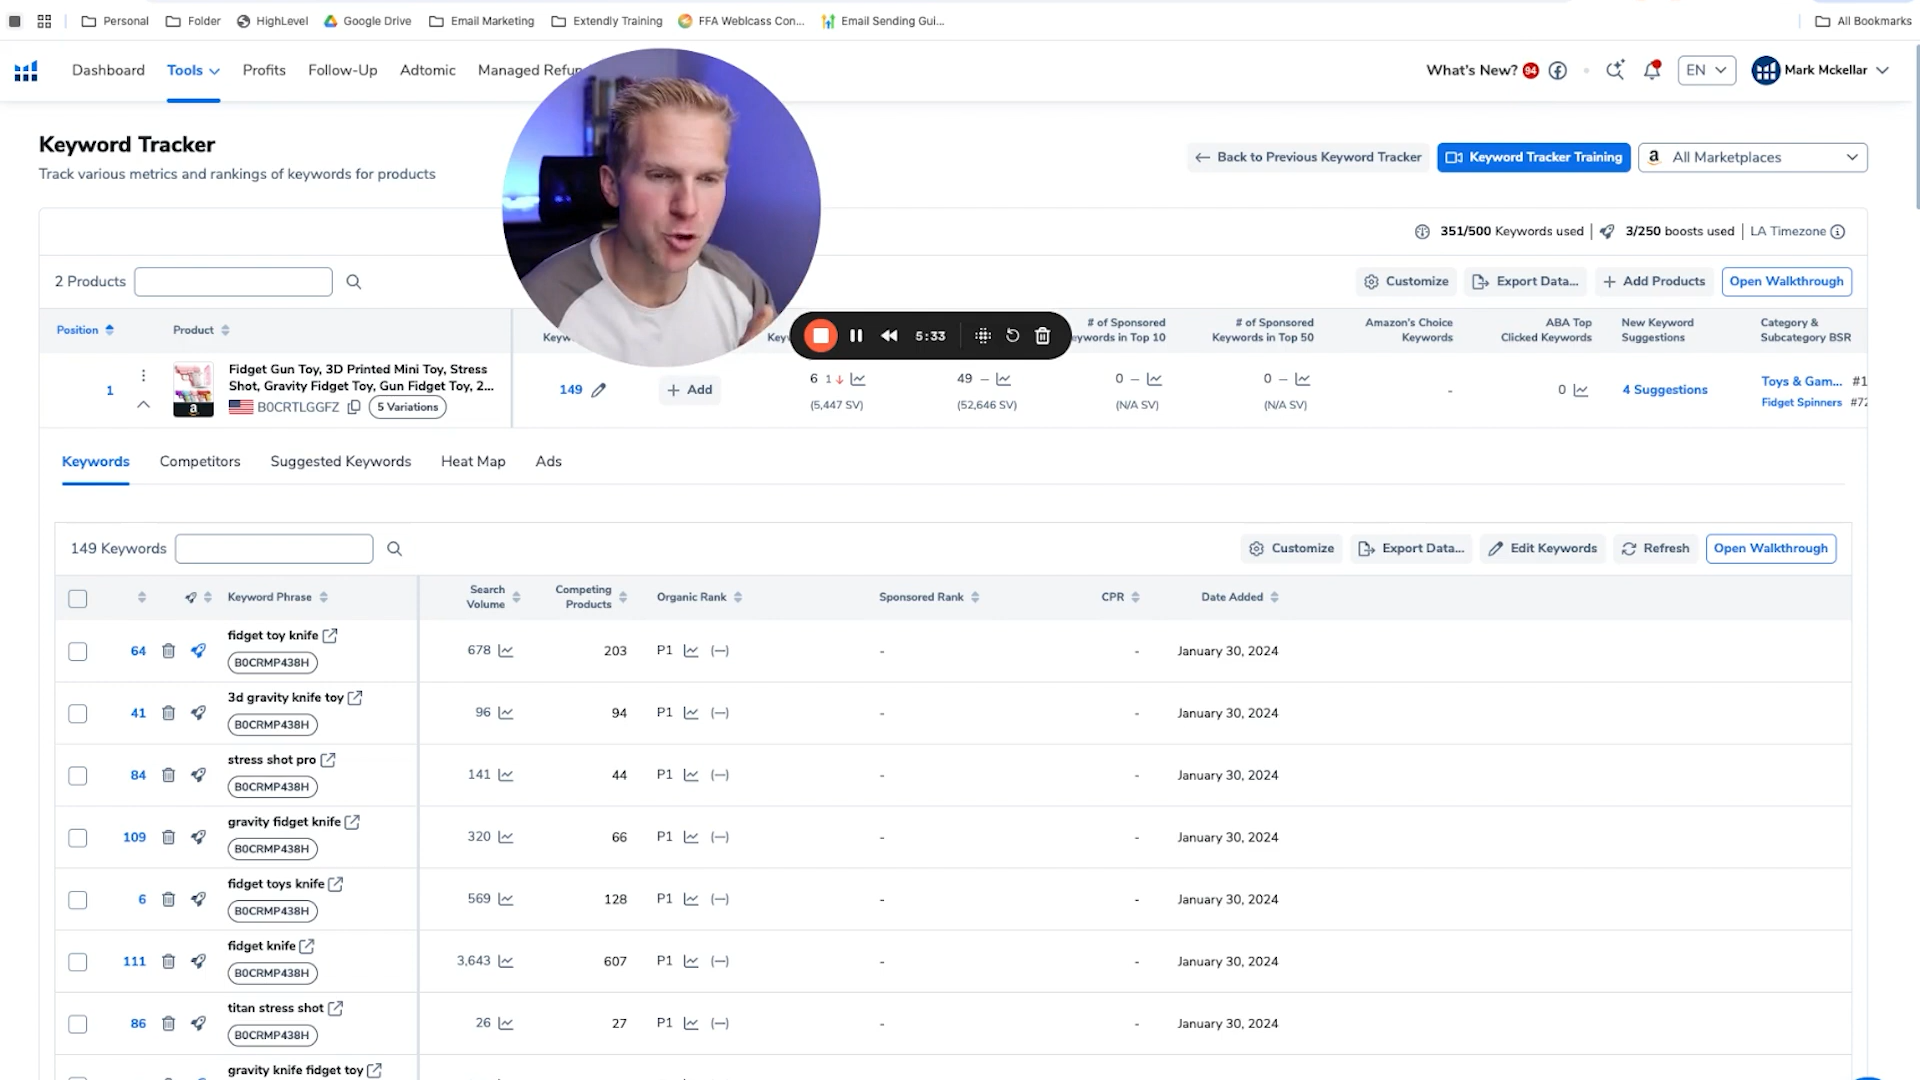 Personal Folder HighLevel Google Drive Email Marketing Extendly Training FFA Weblcass Con... Email Sending Gui... All Bookmarks
Dashboard Tools Profits Follow-Up Adtomic Managed Refun What's New? 94 EN Mark Mckellar
Keyword Tracker
Track various metrics and rankings of keywords for products
Back to Previous Keyword Tracker Keyword Tracker Training All Marketplaces
351/500 Keywords used 3/250 boosts used LA Timezone
2 Products Customize Export Data... Add Products Open Walkthrough
Position Product # of Sponsored Keywords in Top 50 Amazon's Choice Keywords ABA Top Clicked Keywords New Keyword Suggestions Category & Subcategory BSR
5:33
1 Fidget Gun Toy, 3D Printed Mini Toy, Stress
Shot, Gravity Fidget Toy, Gun Fidget Toy, 2...
B0CRTLGGFZ 5 Variations
149 + Add 6 1 49 – 0 – 0 – - 0 4 Suggestions Toys & Gam... #1
(5,447 SV) (52,646 SV) (N/A SV) (N/A SV) Fidget Spinners #72
Keywords Competitors Suggested Keywords Heat Map Ads
149 Keywords Customize Export Data... Edit Keywords Refresh Open Walkthrough
Keyword Phrase Search Volume Competing Products Organic Rank Sponsored Rank CPR Date Added
64 fidget toy knife 678 203 P1 (—) - - January 30, 2024
B0CRMP438H
41 3d gravity knife toy 96 94 P1 (—) - - January 30, 2024
B0CRMP438H
84 stress shot pro 141 44 P1 (—) - - January 30, 2024
B0CRMP438H
109 gravity fidget knife 320 66 P1 (—) - - January 30, 2024
B0CRMP438H
6 fidget toys knife 569 128 P1 (—) - - January 30, 2024
B0CRMP438H
111 fidget knife 3,643 607 P1 (—) - - January 30, 2024
B0CRMP438H
86 titan stress shot 26 27 P1 (—) - - January 30, 2024
B0CRMP438H
gravity knife fidget toy